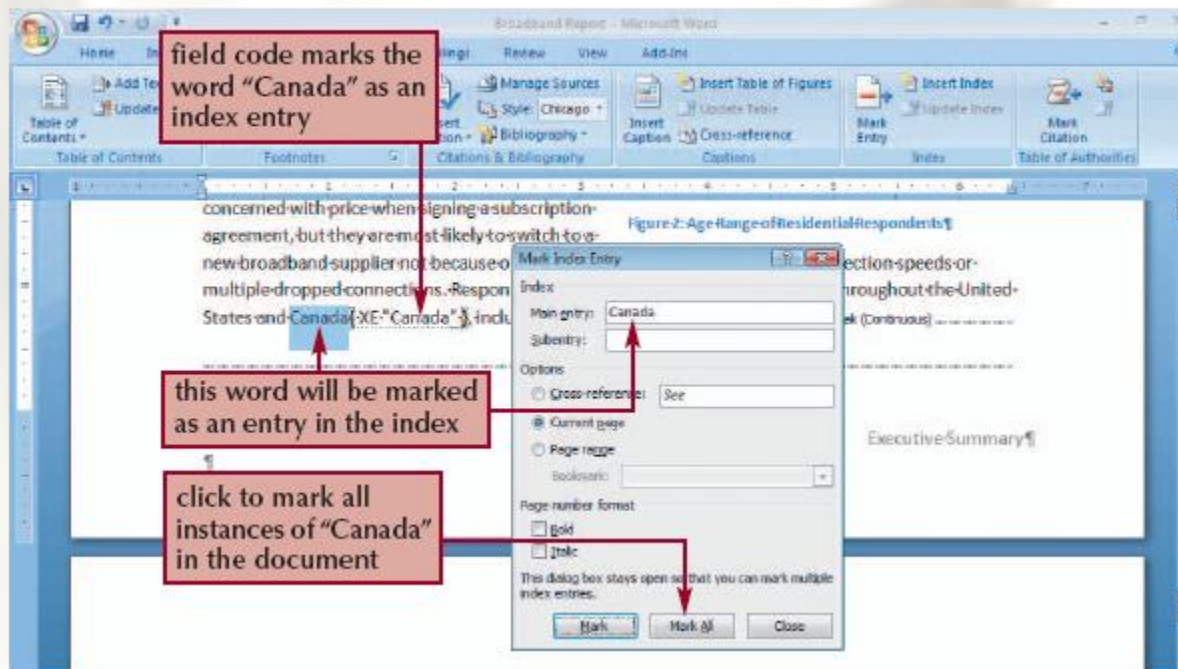 Broadband Report - Microsoft Word
Home
Review View Add-Ins
field code marks the
word “Canada” as an
index entry
Table of
Contents
Add Te
Update
Manage Sources
Style: Chicago
Bibliography
Insert
Caption
Insert Table of Figures
Update Table
Cross-reference
Mark
Entry
Insert Index
Update Index
Mark
Citation
Table of Contents
Footnotes
Citations & Bibliography
Captions
Index
Table of Authorities
concerned·with·price·when·signing·a·subscription·
agreement,·but·they·are·most·likely·to·switch·to·a·
Figure·2:·Age·Range·of·Residential·Respondents¶
new·broadband·supplier·not·because·o
ection·speeds·or·
multiple·dropped·connections.·Respon
hroughout·the·United·
States·and·Canada{·XE·"Canada"·},·inclu
ek (Continuous)
Mark Index Entry
Index
Main entry: Canada
Subentry:
Options
Cross-reference: See
Current page
Page range
Bookmark:
Page number format
Bold
Italic
This dialog box stays open so that you can mark multiple
index entries.
Mark
Mark All
Close
this word will be marked
as an entry in the index
Executive·Summary¶
¶
click to mark all
instances of “Canada”
in the document